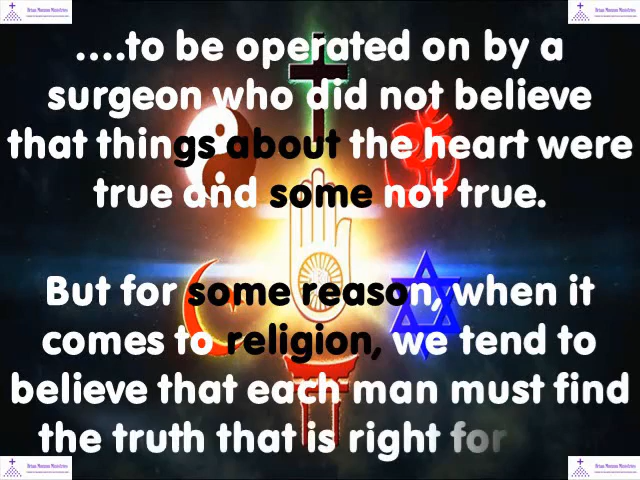 ....to be operated on by a
surgeon who did not believe
that things about the heart were
true and some not true.
But for some reason, when it
comes to religion, we tend to
believe that each man must find
the truth that is right for